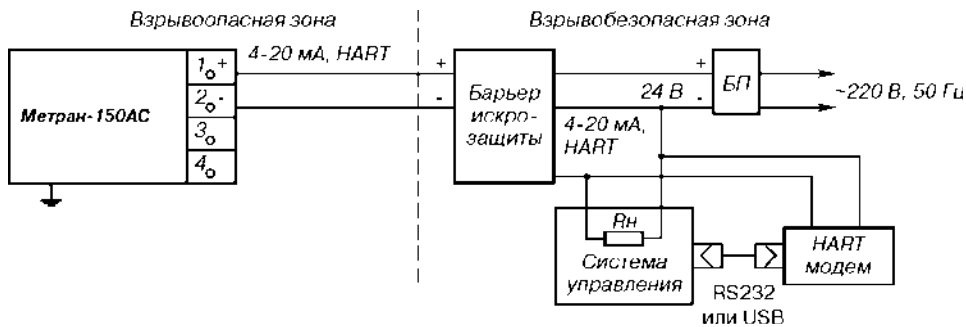 Взрывоопасная зона
Взрывобезопасная зона
Метран-150АС
1 +
2 -
3
4
4-20 мА, HART
+
-
Барьер
искро-
защиты
24 В
+
-
БП
~220 В, 50 Гц
4-20 мА,
HART
Rн
Система
управления
RS232
или USB
HART
модем